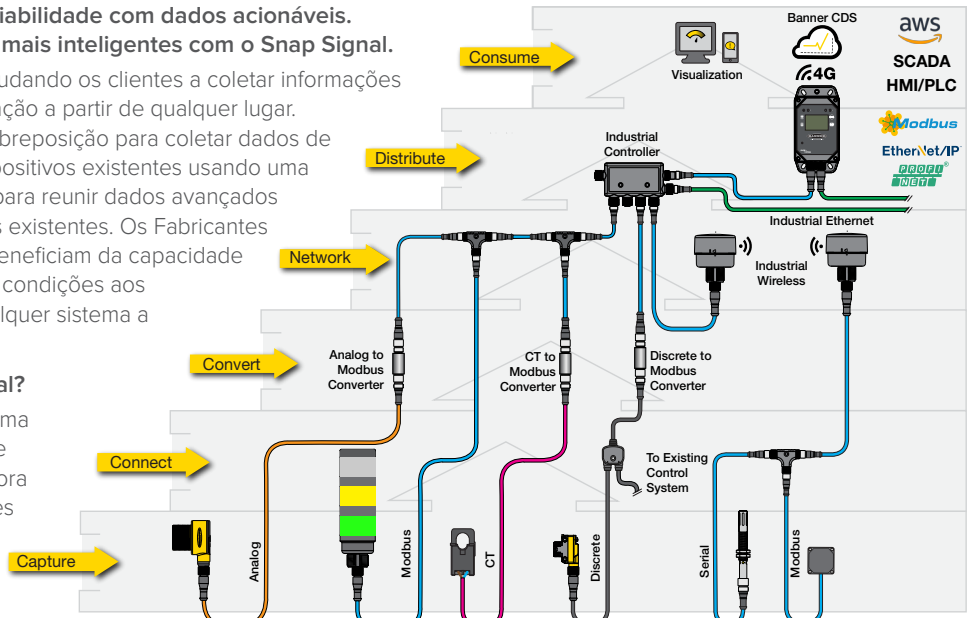 iabilidade com dados acionáveis.
mais inteligentes com o Snap Signal.
udando os clientes a coletar informações
ação a partir de qualquer lugar.
breposição para coletar dados de
positivos existentes usando uma
para reunir dados avançados
s existentes. Os Fabricantes
eneficiam da capacidade
condições aos
lquer sistema a
al?
ma
e
ora
es
Consume
Visualization
Banner CDS
4G
aws
SCADA
HMI/PLC
Modbus
EtherNet/IP
PROFI
NET
Distribute
Industrial
Controller
Industrial Ethernet
Network
Industrial
Wireless
Convert
Analog to
Modbus
Converter
CT to
Modbus
Converter
Discrete to
Modbus
Converter
Connect
To Existing
Control
System
Capture
Analog
Modbus
CT
Discrete
Serial
Modbus